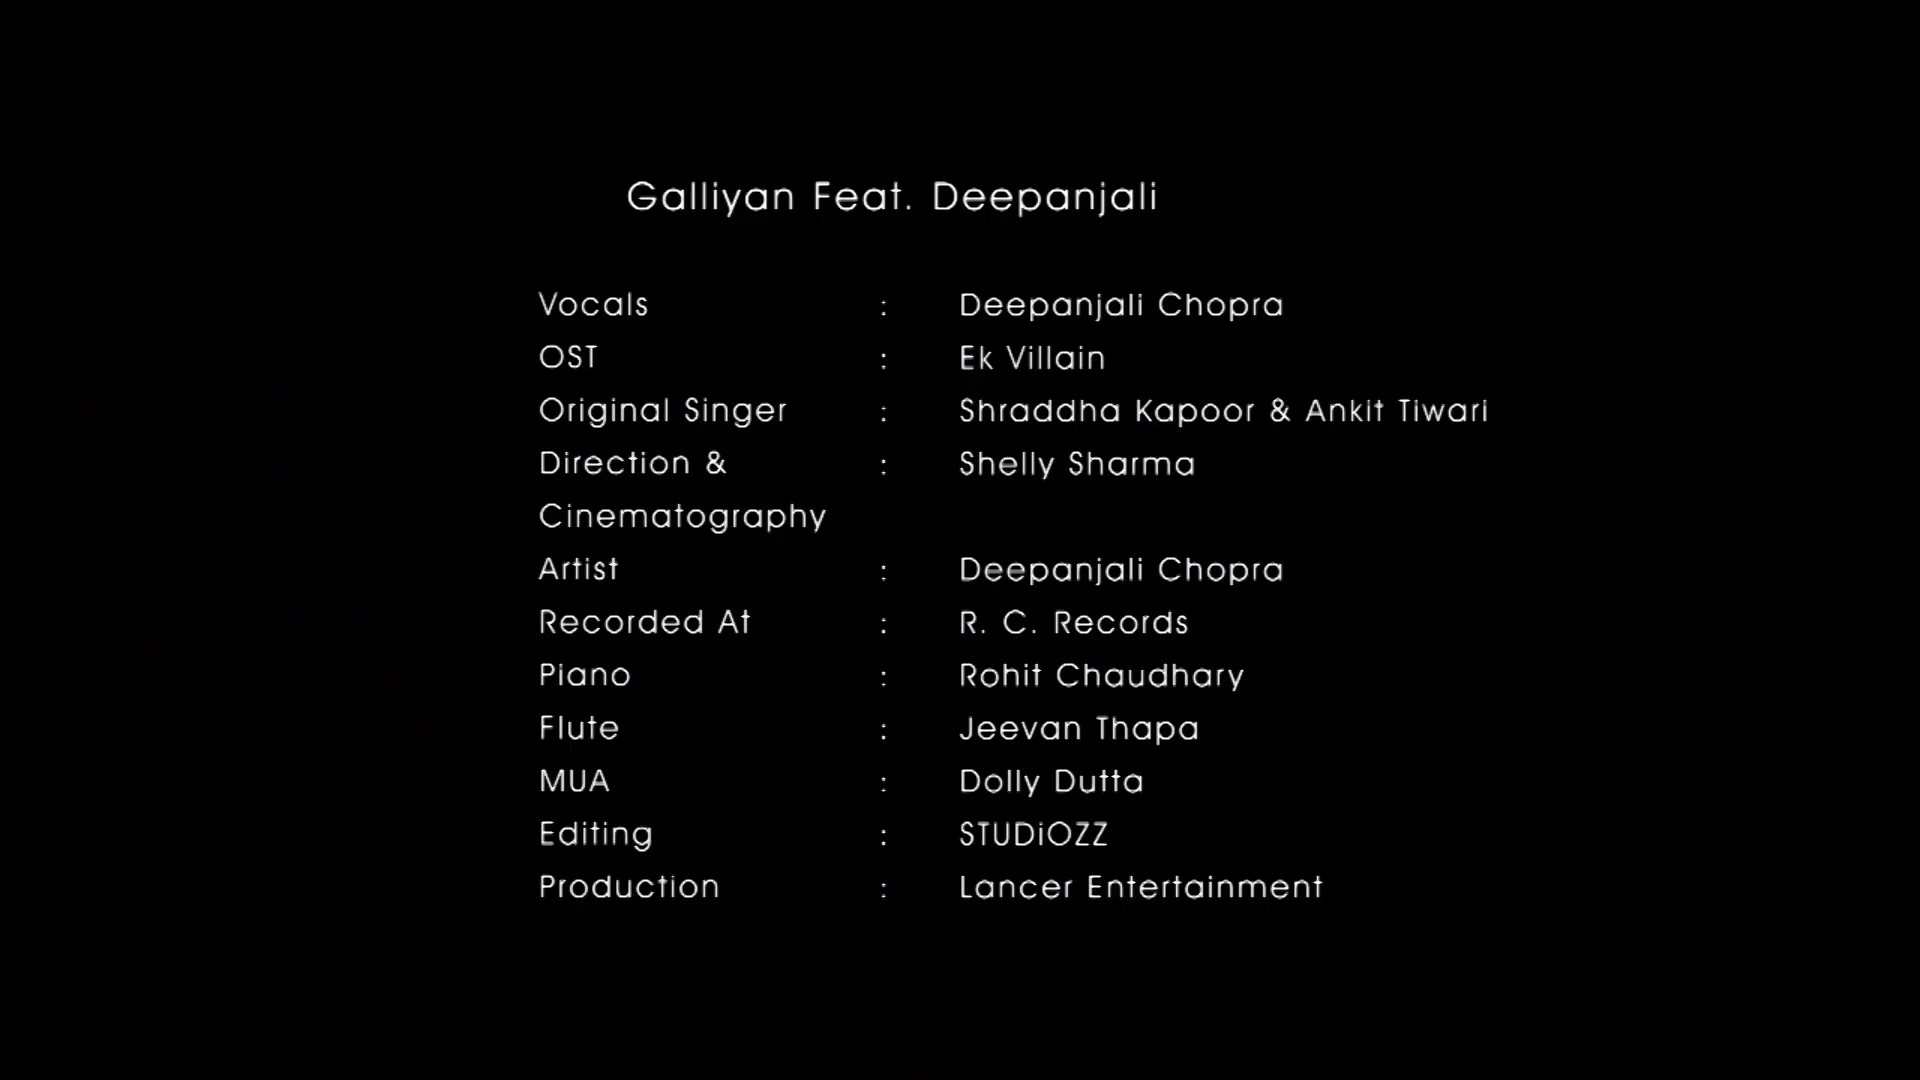 Galliyan Feat. Deepanjali
Vocals : Deepanjali Chopra
OST : Ek Villain
Original Singer : Shraddha Kapoor & Ankit Tiwari
Direction & : Shelly Sharma
Cinematography
Artist : Deepanjali Chopra
Recorded At : R. C. Records
Piano : Rohit Chaudhary
Flute : Jeevan Thapa
MUA : Dolly Dutta
Editing : STUDiOZZ
Production : Lancer Entertainment